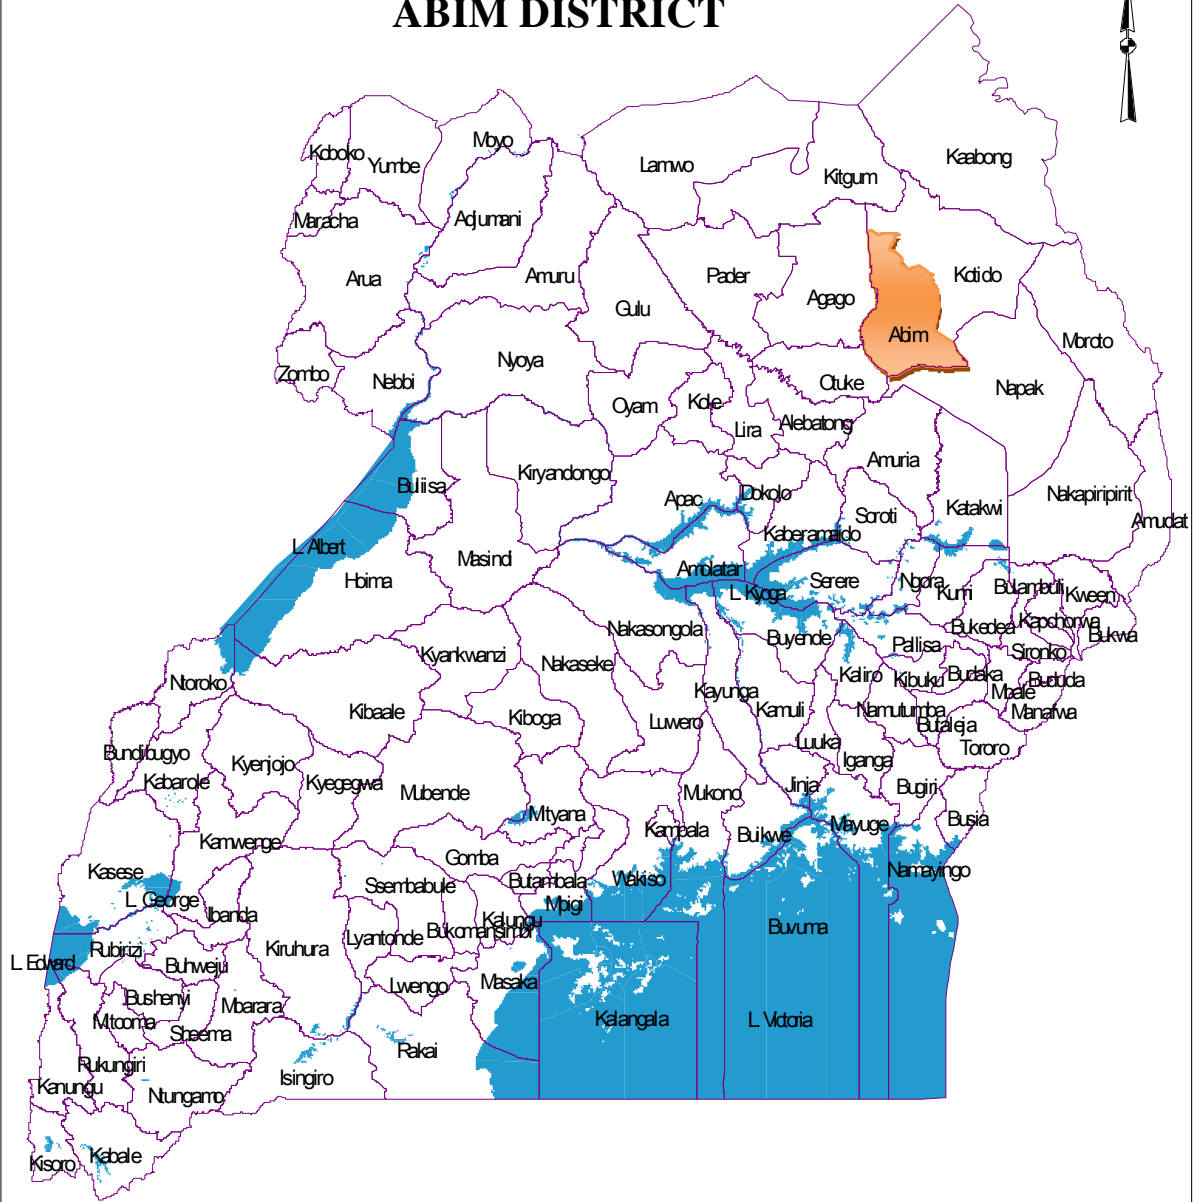 ABIM DISTRICT
Kaabong
Moyo
Koboko
Yumbe
Lamwo
Kitgum
Maracha
Adjumani
Arua
Amuru
Pader
Kotido
Agago
Gulu
Abim
Moroto
Nyoya
Zombo
Nebbi
Otuke
Napak
Oyam
Kole
Lira
Alebatong
Amuria
Kiryandongo
Buliisa
Apac
Dokolo
Nakapiripirit
Katakwi
Soroti
Amudat
Kaberamaido
L. Albert
Masindi
Hoima
Amolatar
Serere
Ngora
Kumi
L. Kyoga
Bulambuli
Kween
Kapchorwa
Bukwa
Bukedea
Nakasongola
Buyende
Pallisa
Sironko
Kyankwanzi
Nakaseke
Kaliro
Kibuku
Budaka
Bududa
Mbale
Ntoroko
Kayunga
Kamuli
Namutumba
Manafwa
Butaleja
Kibaale
Kiboga
Luwero
Luuka
Tororo
Bundibugyo
Kyenjojo
Iganga
Kabarole
Kyegegwa
Mubende
Mukono
Jinja
Bugiri
Mityana
Kampala
Buikwe
Mayuge
Busia
Kamwenge
Gomba
Kasese
Ssembabule
Butambala
Wakiso
Namayingo
L. George
Ibanda
Mpigi
Kalungu
Bukomansimbi
Lyantonde
Buvuma
Kiruhura
Rubirizi
L. Edward
Buhweju
Lwengo
Masaka
Bushenyi
Mbarara
Mitooma
Sheema
Kalangala
L. Victoria
Rakai
Rukungiri
Isingiro
Kanungu
Ntungamo
Kisoro
Kabale